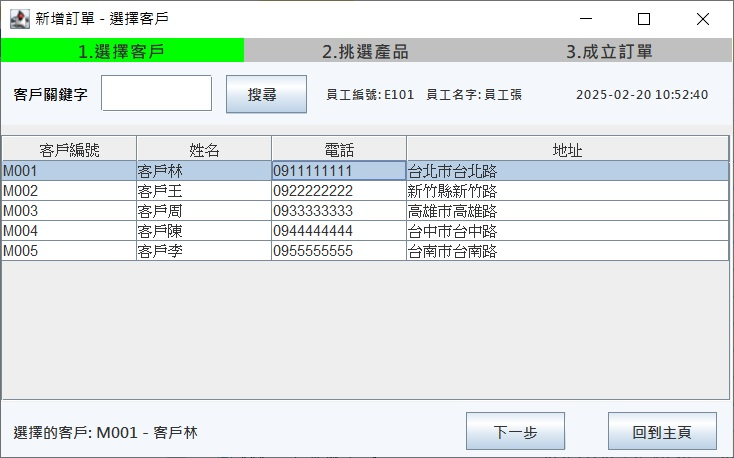 新增訂單 - 選擇客戶
1.選擇客戶 2.挑選產品 3.成立訂單
客戶關鍵字 搜尋 員工編號: E101 員工名字: 員工張 2025-02-20 10:52:40
客戶編號 姓名 電話 地址
M001 客戶林 0911111111 台北市台北路
M002 客戶王 0922222222 新竹縣新竹路
M003 客戶周 0933333333 高雄市高雄路
M004 客戶陳 0944444444 台中市台中路
M005 客戶李 0955555555 台南市台南路
選擇的客戶: M001 - 客戶林 下一步 回到主頁